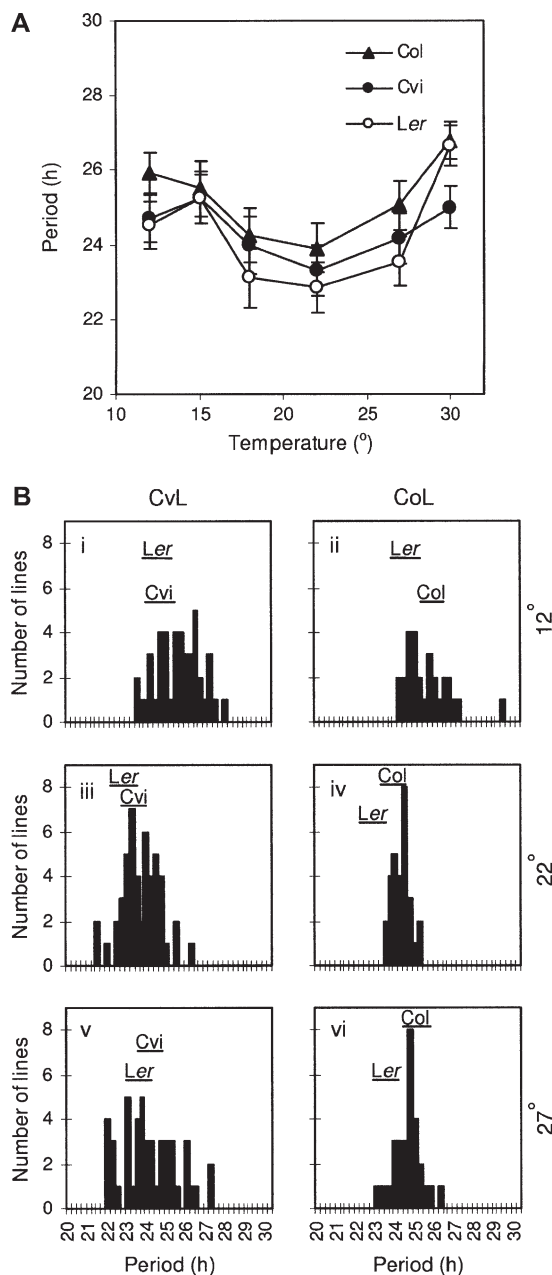 A
30
28
26
24
22
20
Period (h)
Col
Cvi
Ler
10
15
20
25
30
Temperature (°)
B
CvL
CoL
8
6
4
2
0
Number of lines
i
Ler
Cvi
ii
Ler
Col
12°
8
6
4
2
0
Number of lines
iii
Ler
Cvi
iv
Col
Ler
22°
8
6
4
2
0
Number of lines
v
Cvi
Ler
vi
Col
Ler
27°
20 21 22 23 24 25 26 27 28 29 30
20 21 22 23 24 25 26 27 28 29 30
Period (h)
Period (h)